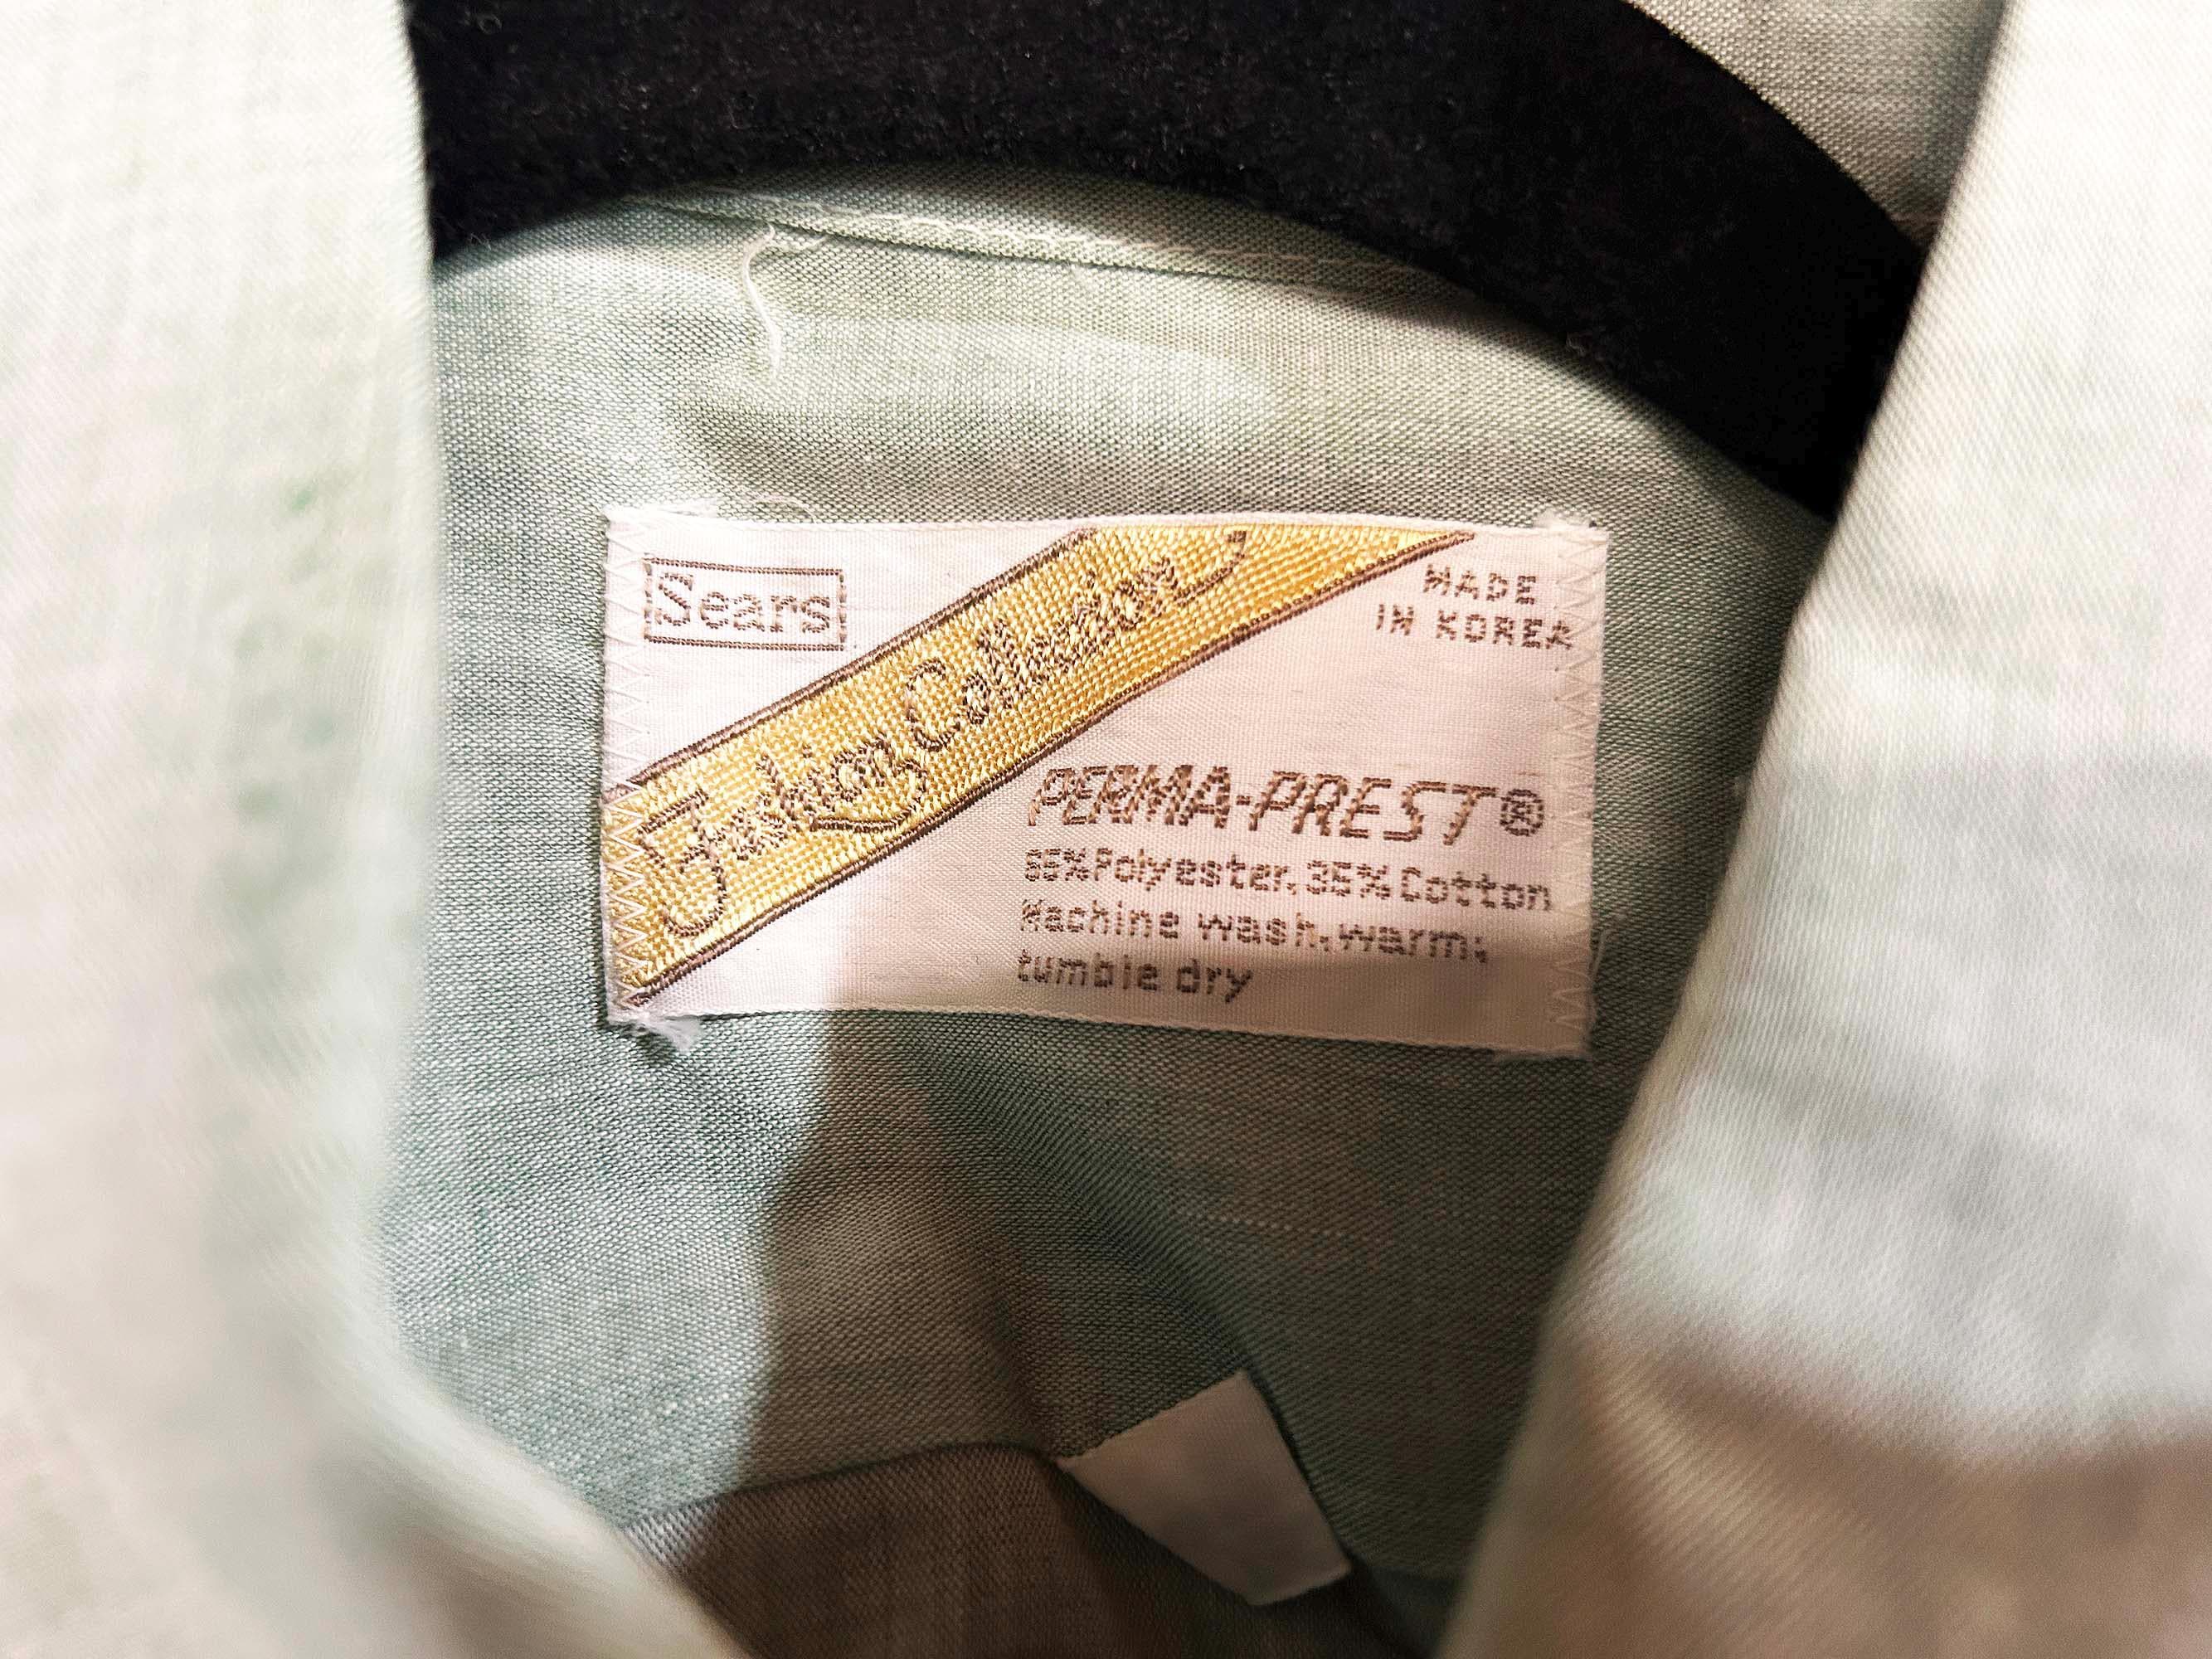 Sears
Fashion Collection
MADE
IN KOREA
PERMA-PREST®
65% Polyester, 35% Cotton
Machine wash, warm;
tumble dry